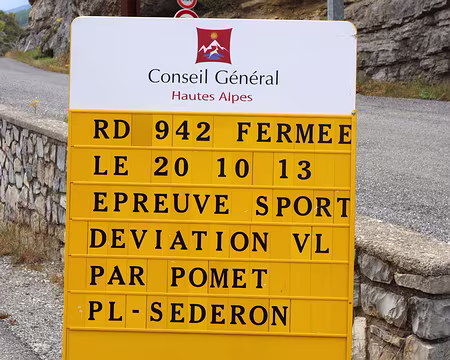 Conseil Général
Hautes Alpes
RD 942 FERMEE
LE 20 10 13
EPREUVE SPORT
DEVIATION VL
PAR POMET
PL-SEDERON